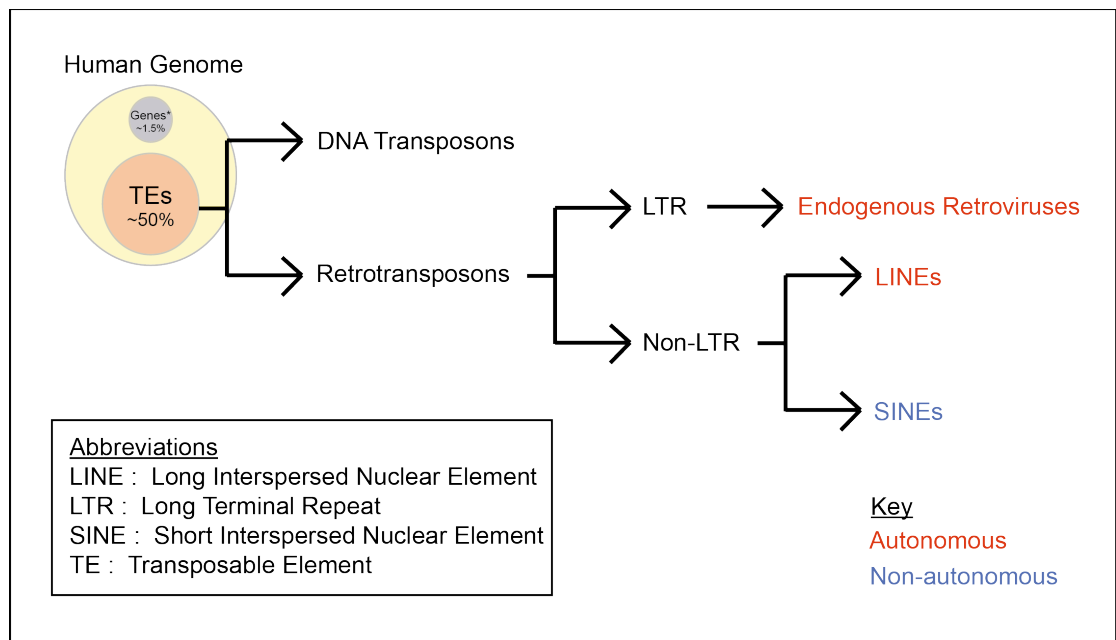 Human Genome
Genes*
~1.5%
TEs
~50%
DNA Transposons
Retrotransposons
LTR
Endogenous Retroviruses
Non-LTR
LINEs
SINEs
Abbreviations
LINE : Long Interspersed Nuclear Element
LTR : Long Terminal Repeat
SINE : Short Interspersed Nuclear Element
TE : Transposable Element
Key
Autonomous
Non-autonomous